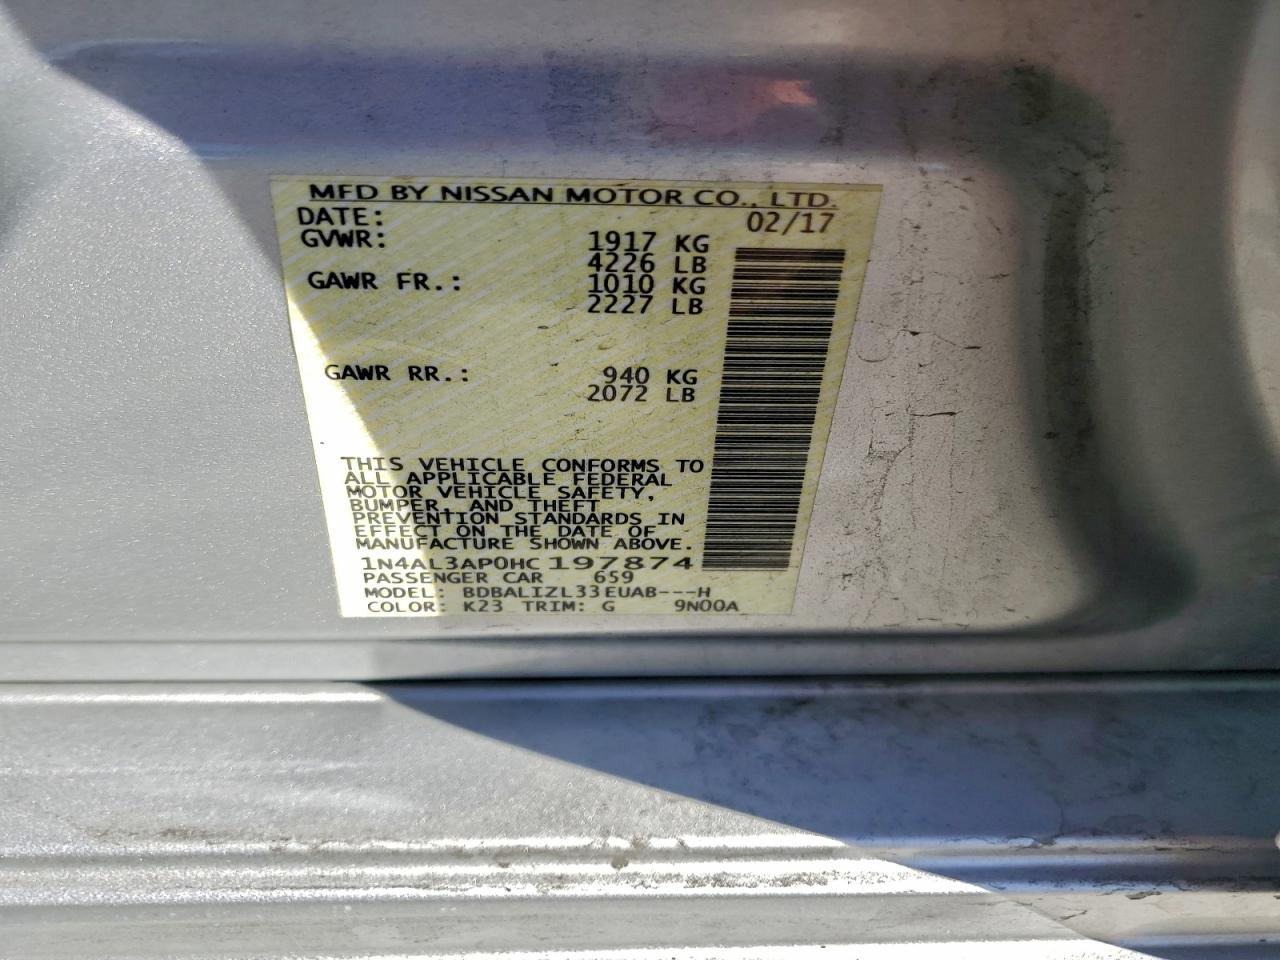 MFD BY NISSAN MOTOR CO., LTD.
DATE: 02/17
GVWR: 1917 KG
4226 LB
GAWR FR.: 1010 KG
2227 LB
GAWR RR.: 940 KG
2072 LB
THIS VEHICLE CONFORMS TO
ALL APPLICABLE FEDERAL
MOTOR VEHICLE SAFETY,
BUMPER, AND THEFT
PREVENTION STANDARDS IN
EFFECT ON THE DATE OF
MANUFACTURE SHOWN ABOVE.
1N4AL3AP0HC197874
PASSENGER CAR 659
MODEL: BDBALIZL33EUAB---H
COLOR: K23 TRIM: G 9N00A